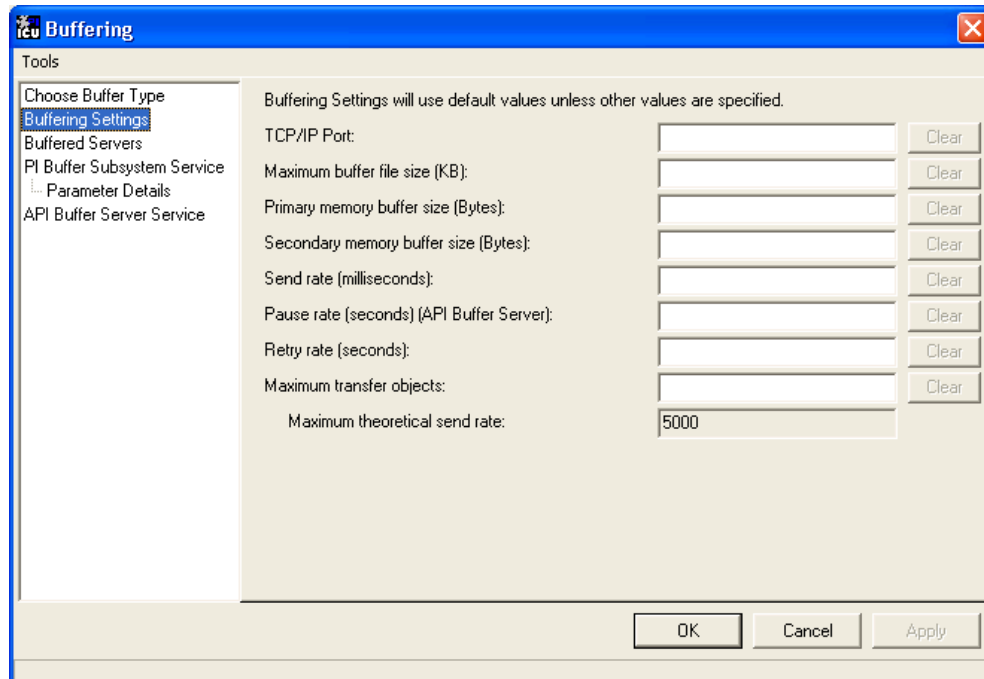 ICU Buffering
Tools
Choose Buffer Type
Buffering Settings
Buffered Servers
PI Buffer Subsystem Service
Parameter Details
API Buffer Server Service
Buffering Settings will use default values unless other values are specified.
TCP/IP Port: Clear
Maximum buffer file size (KB): Clear
Primary memory buffer size (Bytes): Clear
Secondary memory buffer size (Bytes): Clear
Send rate (milliseconds): Clear
Pause rate (seconds) (API Buffer Server): Clear
Retry rate (seconds): Clear
Maximum transfer objects: Clear
Maximum theoretical send rate: 5000
OK Cancel Apply